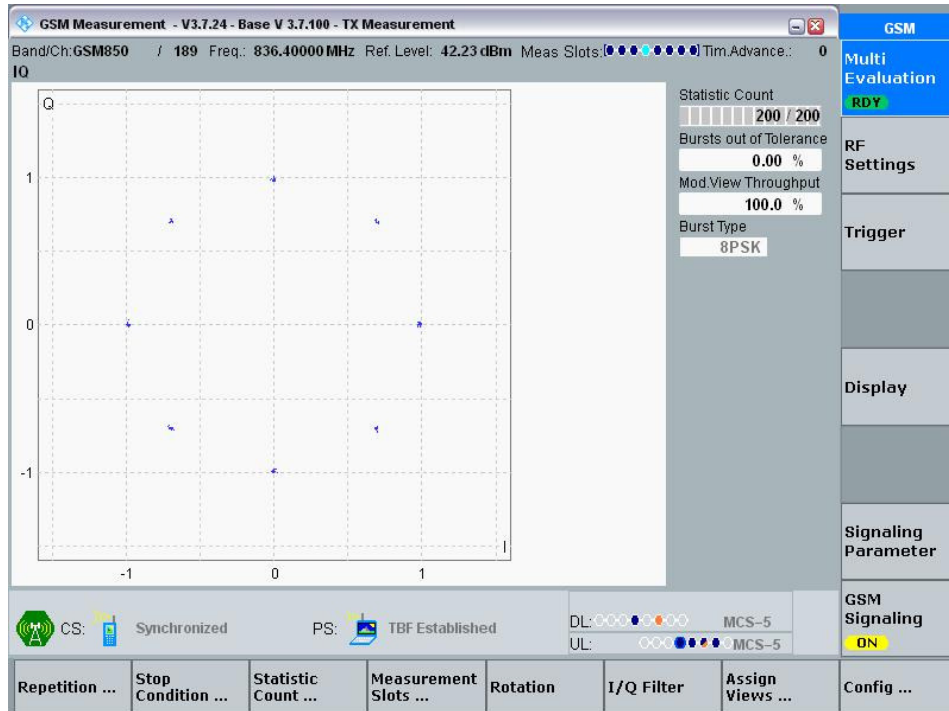 GSM Measurement - V3.7.24 - Base V 3.7.100 - TX Measurement
GSM
Band/Ch:GSM850 / 189 Freq.: 836.40000 MHz Ref. Level: 42.23 dBm Meas Slots: Tim.Advance.: 0
IQ
Multi
Evaluation
RDY
Statistic Count
200 / 200
Bursts out of Tolerance
0.00 %
Mod.View Throughput
100.0 %
Burst Type
8PSK
Q
1
0
-1
I
-1 0 1
RF
Settings
Trigger
Display
Signaling
Parameter
GSM
Signaling
ON
CS: Synchronized PS: TBF Established DL: MCS-5
UL: MCS-5
Repetition ...
Stop
Condition ...
Statistic
Count ...
Measurement
Slots ...
Rotation
I/Q Filter
Assign
Views ...
Config ...